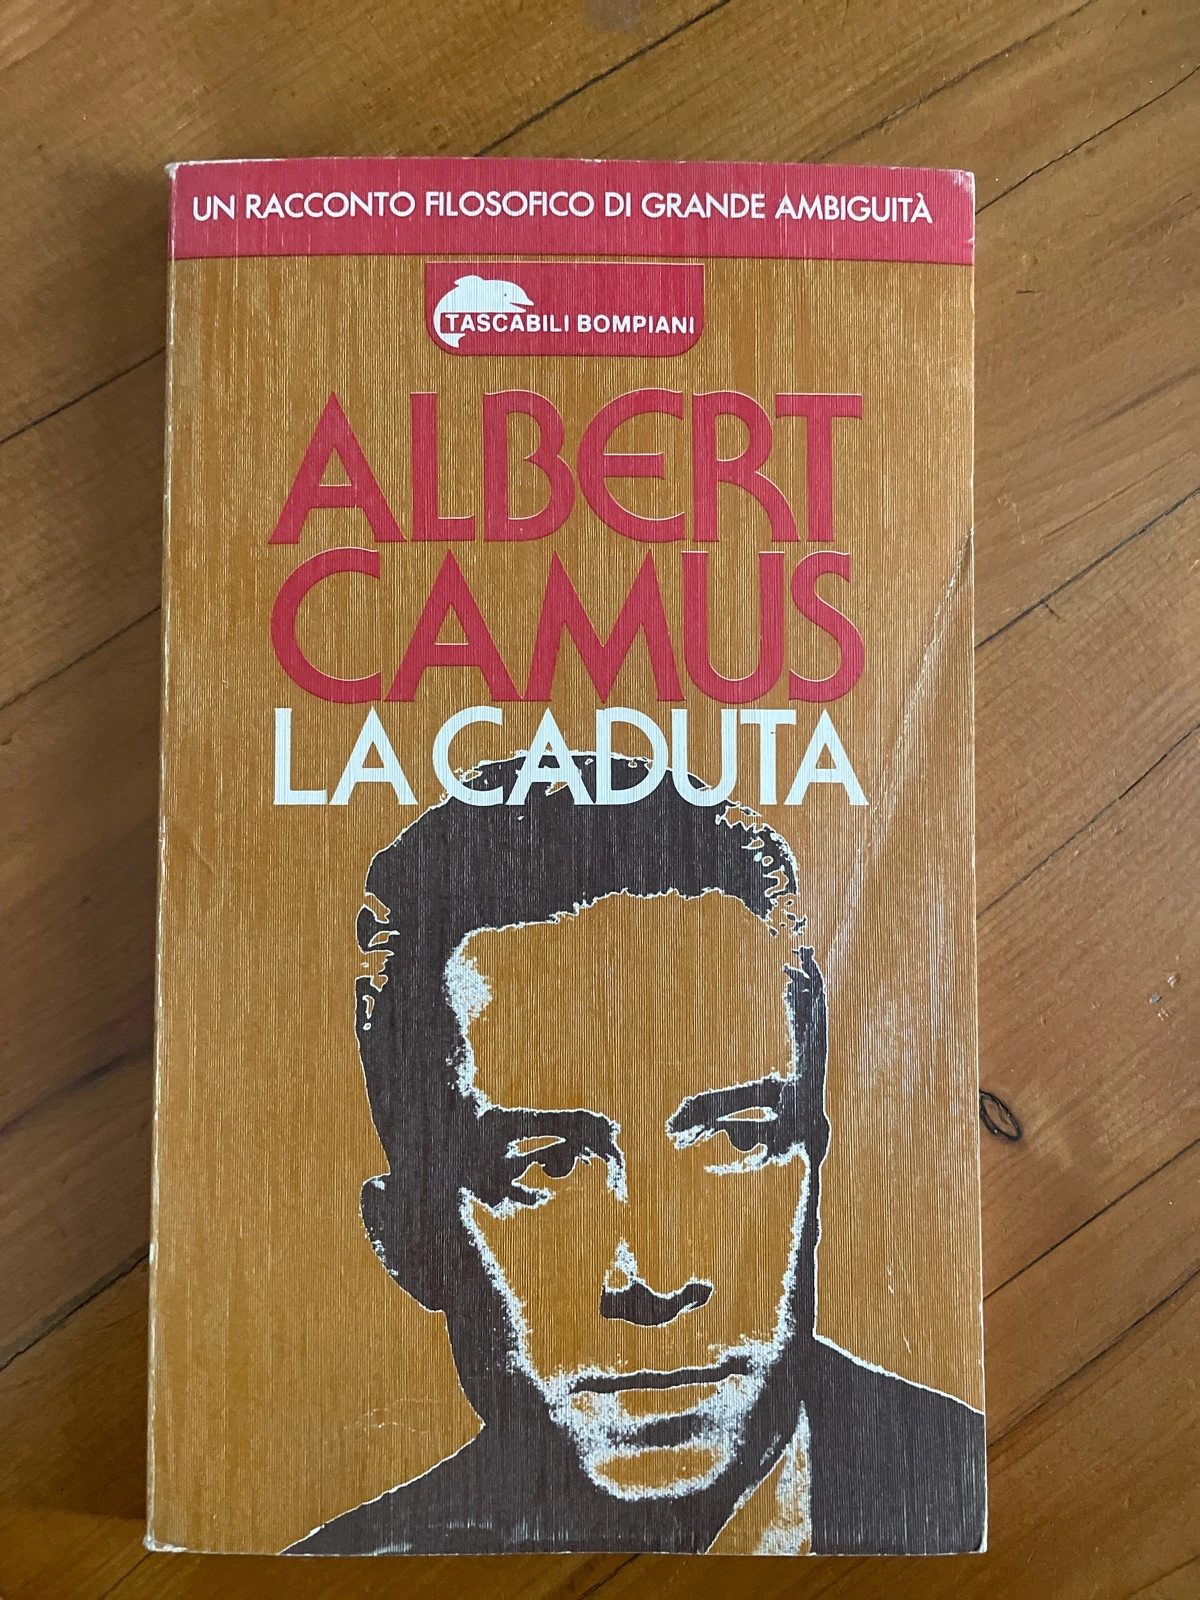 UN RACCONTO FILOSOFICO DI GRANDE AMBIGUITÀ
TASCABILI BOMPIANI
ALBERT
CAMUS
LA CADUTA